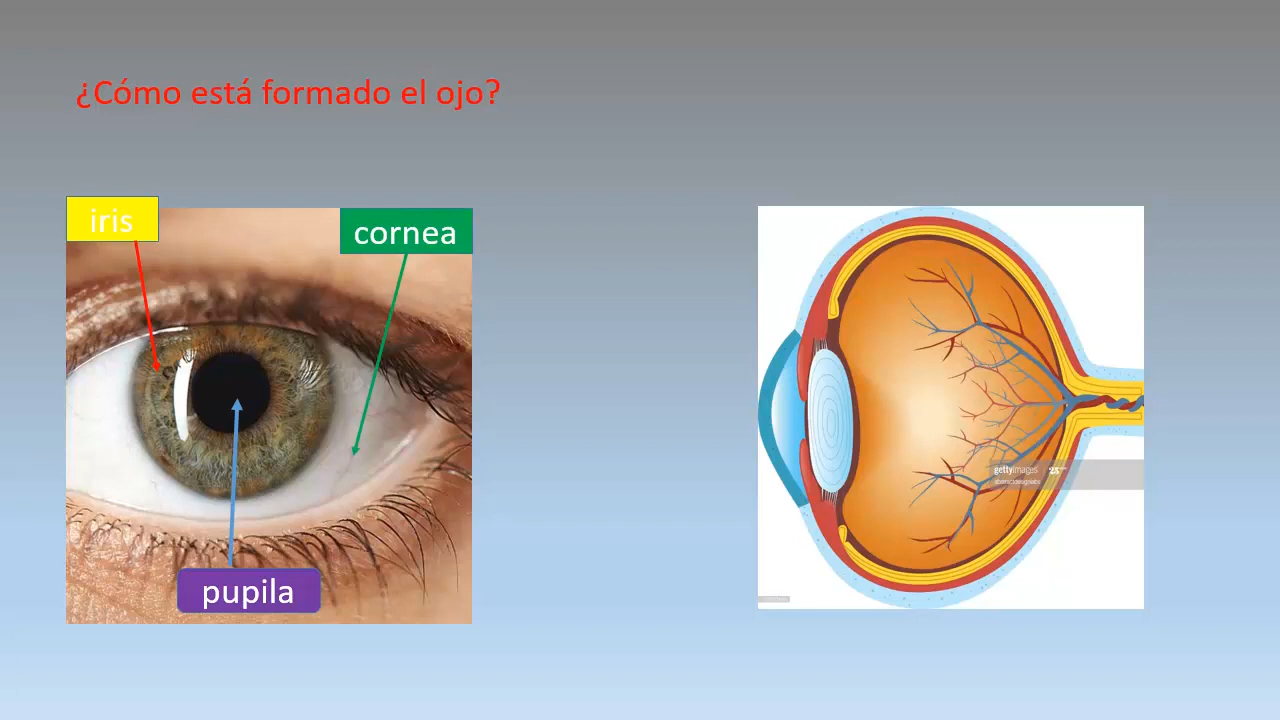 ¿Cómo está formado el ojo?
iris
cornea
pupila
gettyimages